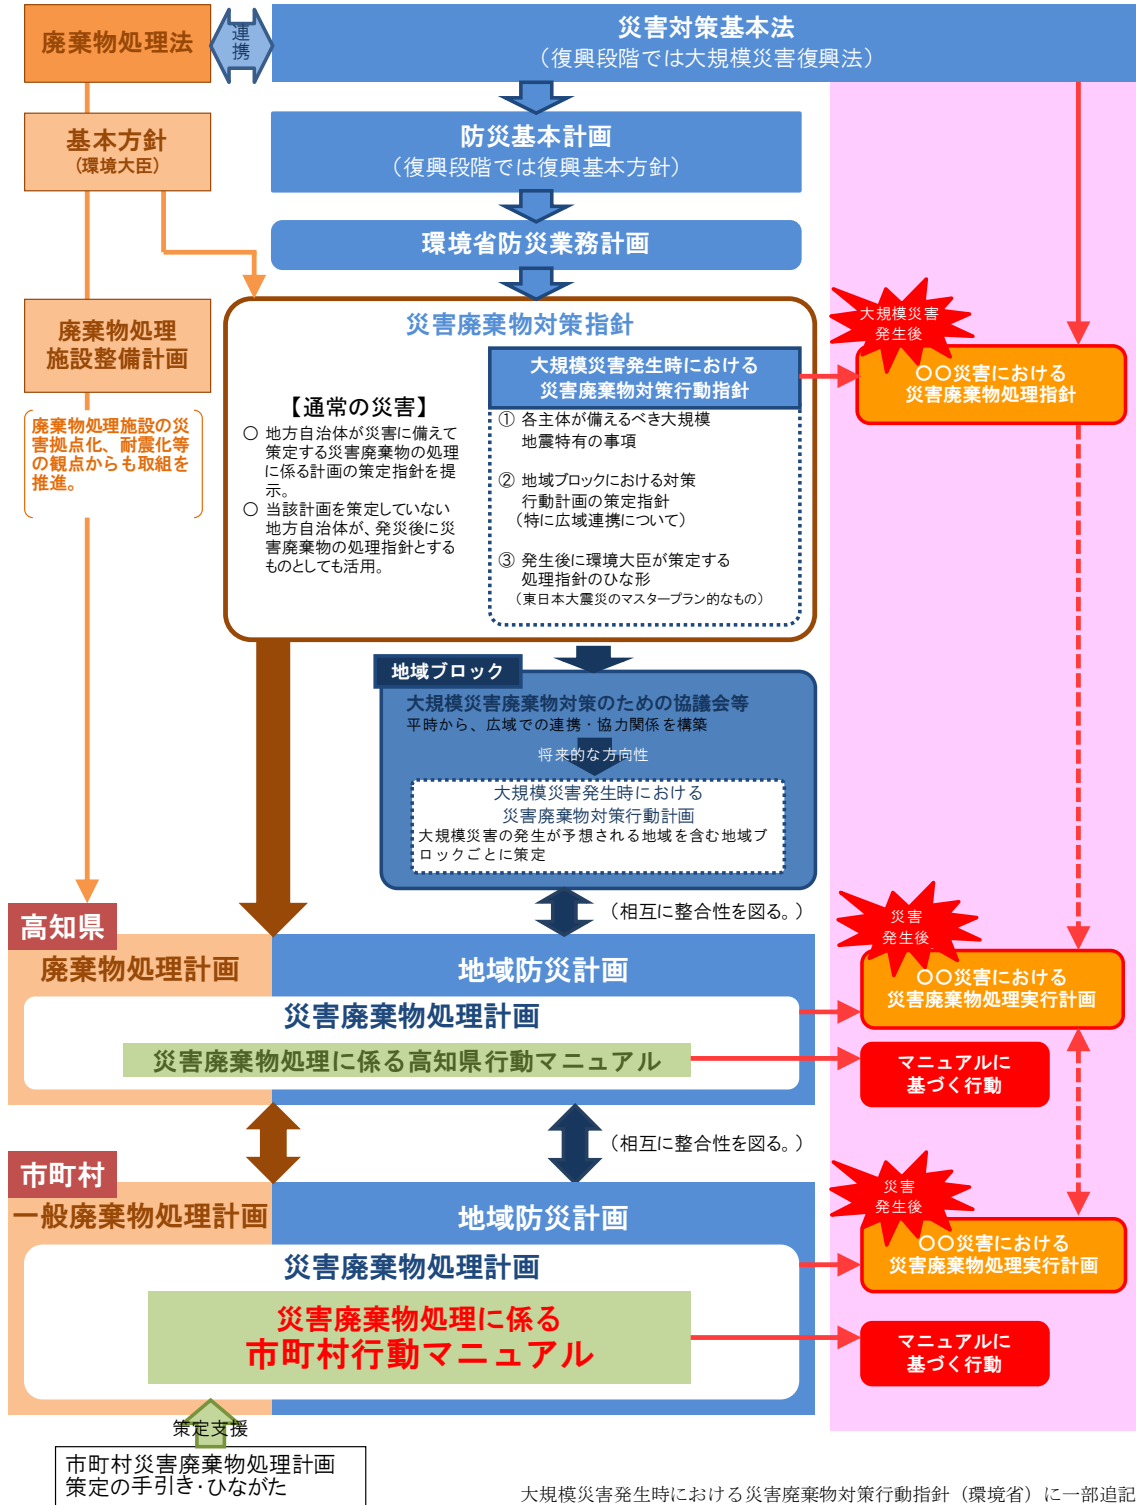 廃棄物処理法
連
携
災害対策基本法
（復興段階では大規模災害復興法）
基本方針
（環境大臣）
防災基本計画
（復興段階では復興基本方針）
環境省防災業務計画
廃棄物処理
施設整備計画
廃棄物処理施設の災
害拠点化、耐震化等
の観点からも取組を
推進。
災害廃棄物対策指針
【通常の災害】
○ 地方自治体が災害に備えて
策定する災害廃棄物の処理
に係る計画の策定指針を提
示。
○ 当該計画を策定していない
地方自治体が、発災後に災
害廃棄物の処理指針とする
ものとしても活用。
大規模災害発生時における
災害廃棄物対策行動指針
① 各主体が備えるべき大規模
地震特有の事項
② 地域ブロックにおける対策
行動計画の策定指針
（特に広域連携について）
③ 発生後に環境大臣が策定する
処理指針のひな形
（東日本大震災のマスタープラン的なもの）
大規模災害
発生後
○○災害における
災害廃棄物処理指針
地域ブロック
大規模災害廃棄物対策のための協議会等
平時から、広域での連携・協力関係を構築
将来的な方向性
大規模災害発生時における
災害廃棄物対策行動計画
大規模災害の発生が予想される地域を含む地域ブ
ロックごとに策定
（相互に整合性を図る。）
高知県
廃棄物処理計画
地域防災計画
災害廃棄物処理計画
災害廃棄物処理に係る高知県行動マニュアル
災害
発生後
○○災害における
災害廃棄物処理実行計画
マニュアルに
基づく行動
（相互に整合性を図る。）
市町村
一般廃棄物処理計画
地域防災計画
災害廃棄物処理計画
災害廃棄物処理に係る
市町村行動マニュアル
災害
発生後
○○災害における
災害廃棄物処理実行計画
マニュアルに
基づく行動
策定支援
市町村災害廃棄物処理計画
策定の手引き・ひながた
大規模災害発生時における災害廃棄物対策行動指針（環境省）に一部追記